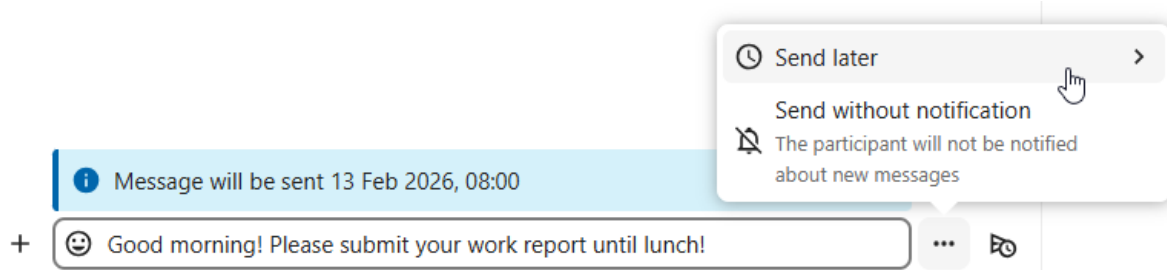 Send later
Send without notification
The participant will not be notified
about new messages
Message will be sent 13 Feb 2026, 08:00
Good morning! Please submit your work report until lunch!